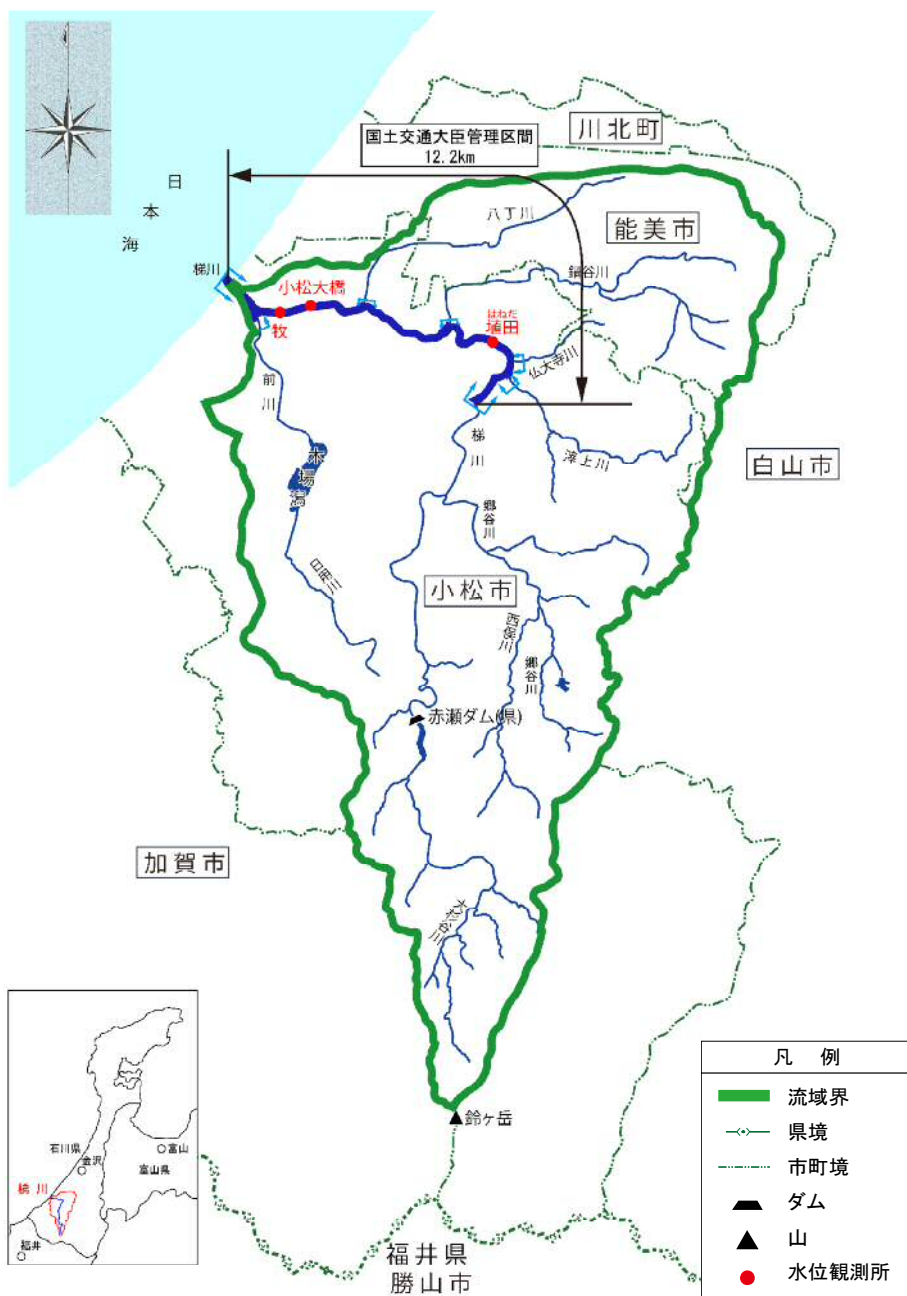 川北町
国土交通大臣管理区間
12.2km
日本海
八丁川
能美市
鍋谷川
梯川
小松大橋
牧
はねだ
埴田
仏大寺川
前川
梯川
滓上川
白山市
木場潟
郷谷川
日用川
小松市
西俣川
郷谷川
赤瀬ダム(県)
加賀市
大杉谷川
鈴ヶ岳
石川県
金沢
富山
富山県
梯川
福井
福井県
勝山市
凡 例
流域界
県境
市町境
ダム
山
水位観測所